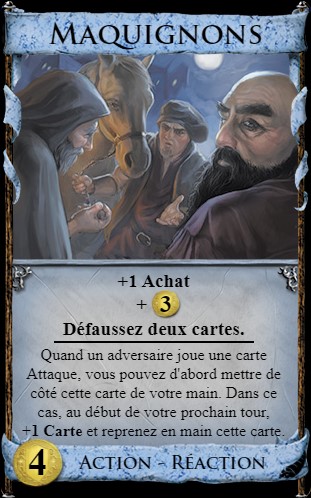 MAQUIGNONS
+1 Achat
+ 3
Défaussez deux cartes.
Quand un adversaire joue une carte
Attaque, vous pouvez d'abord mettre de
côté cette carte de votre main. Dans ce
cas, au début de votre prochain tour,
+1 Carte et reprenez en main cette carte.
4 ACTION – RÉACTION